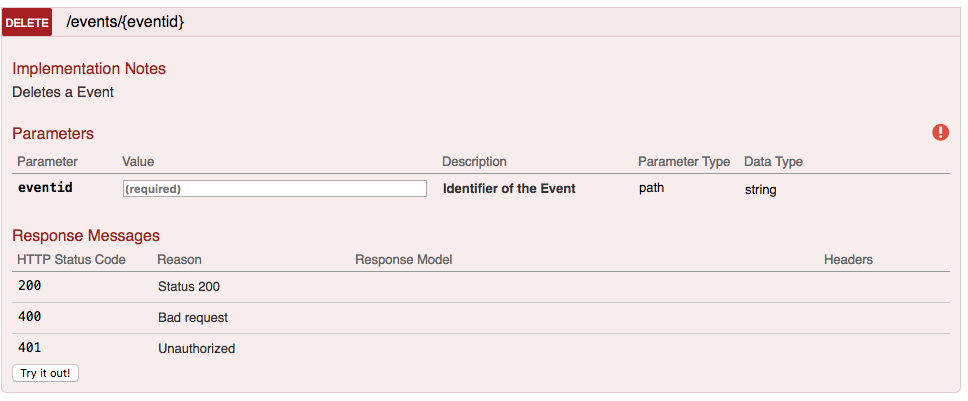 DELETE /events/{eventid}
Implementation Notes
Deletes a Event
Parameters
Parameter Value Description Parameter Type Data Type
eventid (required) Identifier of the Event path string
Response Messages
HTTP Status Code Reason Response Model Headers
200 Status 200
400 Bad request
401 Unauthorized
Try it out!